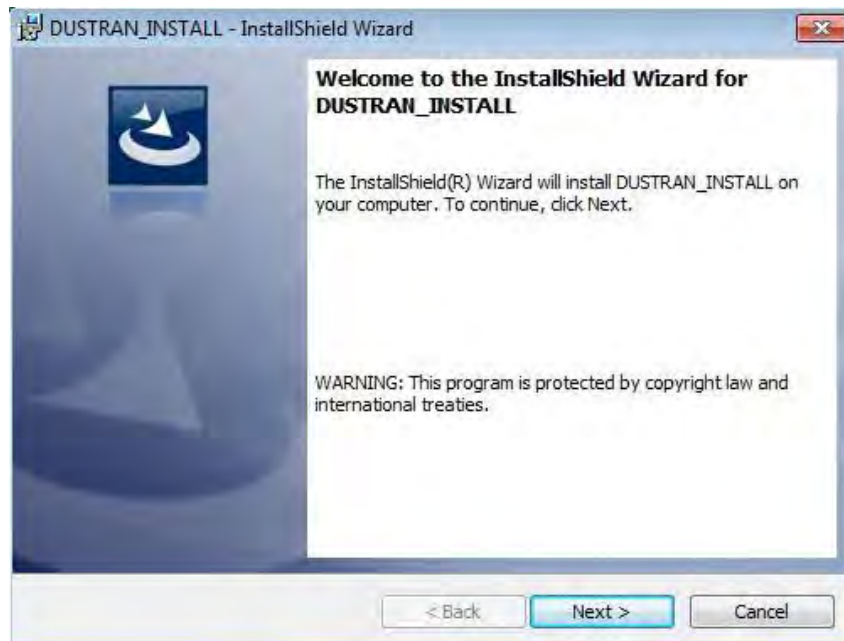 DUSTRAN_INSTALL - InstallShield Wizard
Welcome to the InstallShield Wizard for
DUSTRAN_INSTALL
The InstallShield(R) Wizard will install DUSTRAN_INSTALL on
your computer. To continue, click Next.
WARNING: This program is protected by copyright law and
international treaties.
< Back
Next >
Cancel